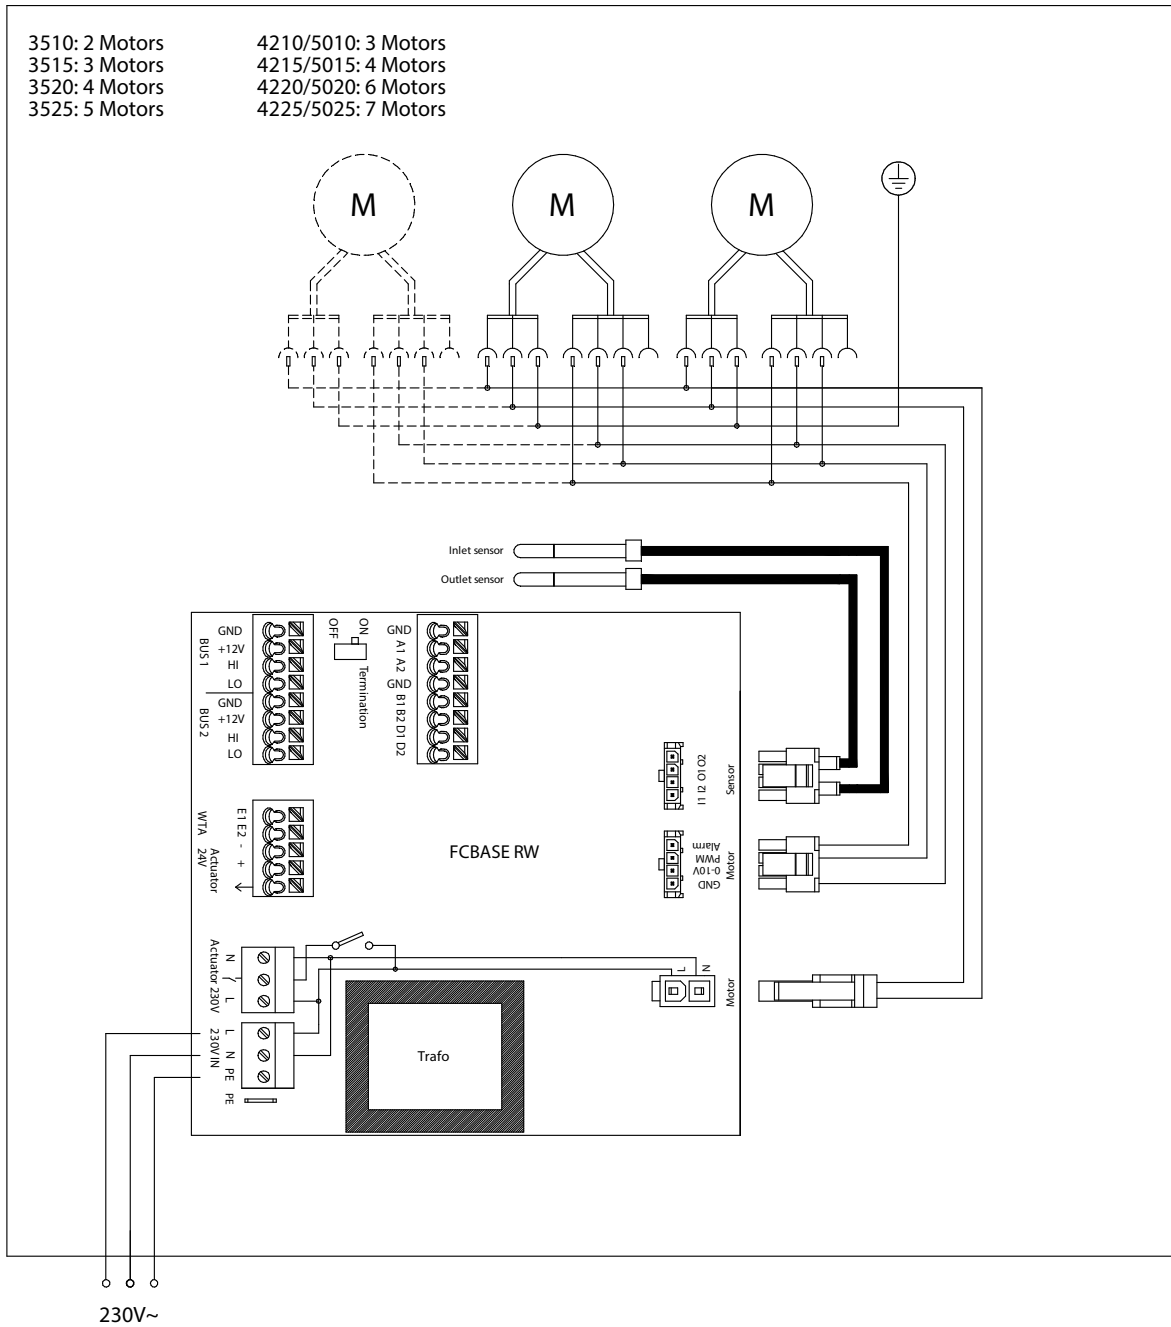 3510: 2 Motors
3515: 3 Motors
3520: 4 Motors
3525: 5 Motors
4210/5010: 3 Motors
4215/5015: 4 Motors
4220/5020: 6 Motors
4225/5025: 7 Motors
M
M
M
Inlet sensor
Outlet sensor
BUS1
GND
+12V
HI
LO
BUS2
GND
+12V
HI
LO
OFF
ON
Termination
GND
A1 A2
GND
B1 B2 D1 D2
I1 I2 O1 O2
Sensor
Alarm
PWM
0-10V
GND
Motor
WTA
E1 E2 - +
Actuator
24V
FCBASE RW
Actuator 230V
N
L
L N
Motor
230V IN
L
N
PE
PE
Trafo
230V~